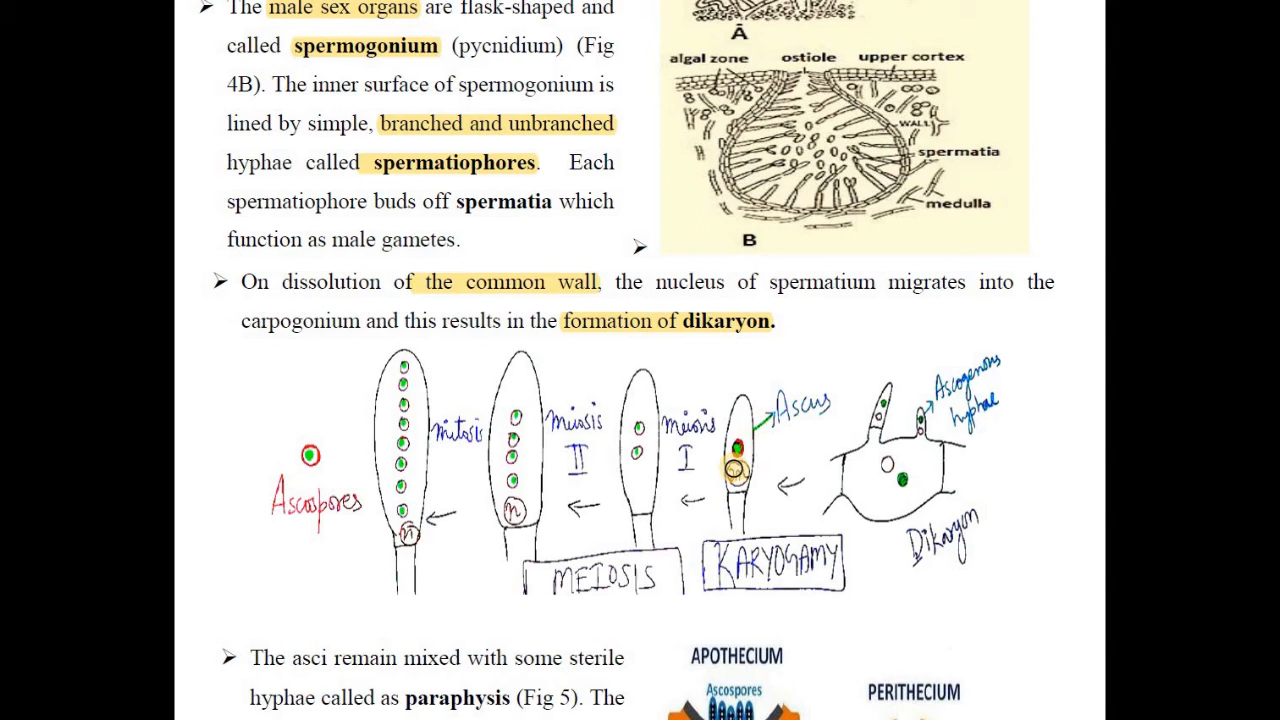 The male sex organs are flask-shaped and
called spermogonium (pycnidium) (Fig
4B). The inner surface of spermogonium is
lined by simple, branched and unbranched
hyphae called spermatiophores. Each
spermatiophore buds off spermatia which
function as male gametes.
A
algal zone ostiole upper cortex
WALL
spermatia
medulla
B
On dissolution of the common wall, the nucleus of spermatium migrates into the
carpogonium and this results in the formation of dikaryon.
Ascospores
mitosis
n
meiosis
II
n
meiosis
I
Ascus
2n
Ascogenous
hyphae
Dikaryon
MEIOSIS
KARYOGAMY
The asci remain mixed with some sterile
hyphae called as paraphysis (Fig 5). The
APOTHECIUM
Ascospores
PERITHECIUM